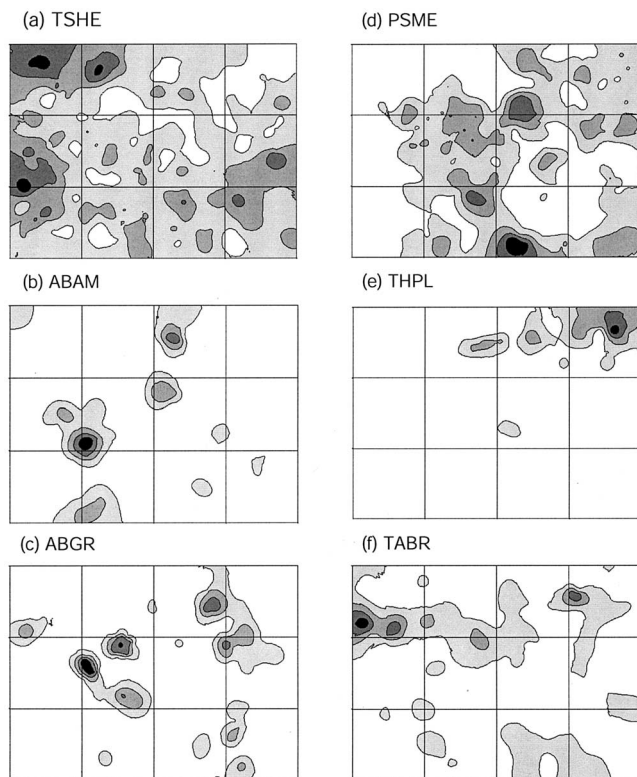 (a) TSHE
(d) PSME
(b) ABAM
(e) THPL
(c) ABGR
(f) TABR